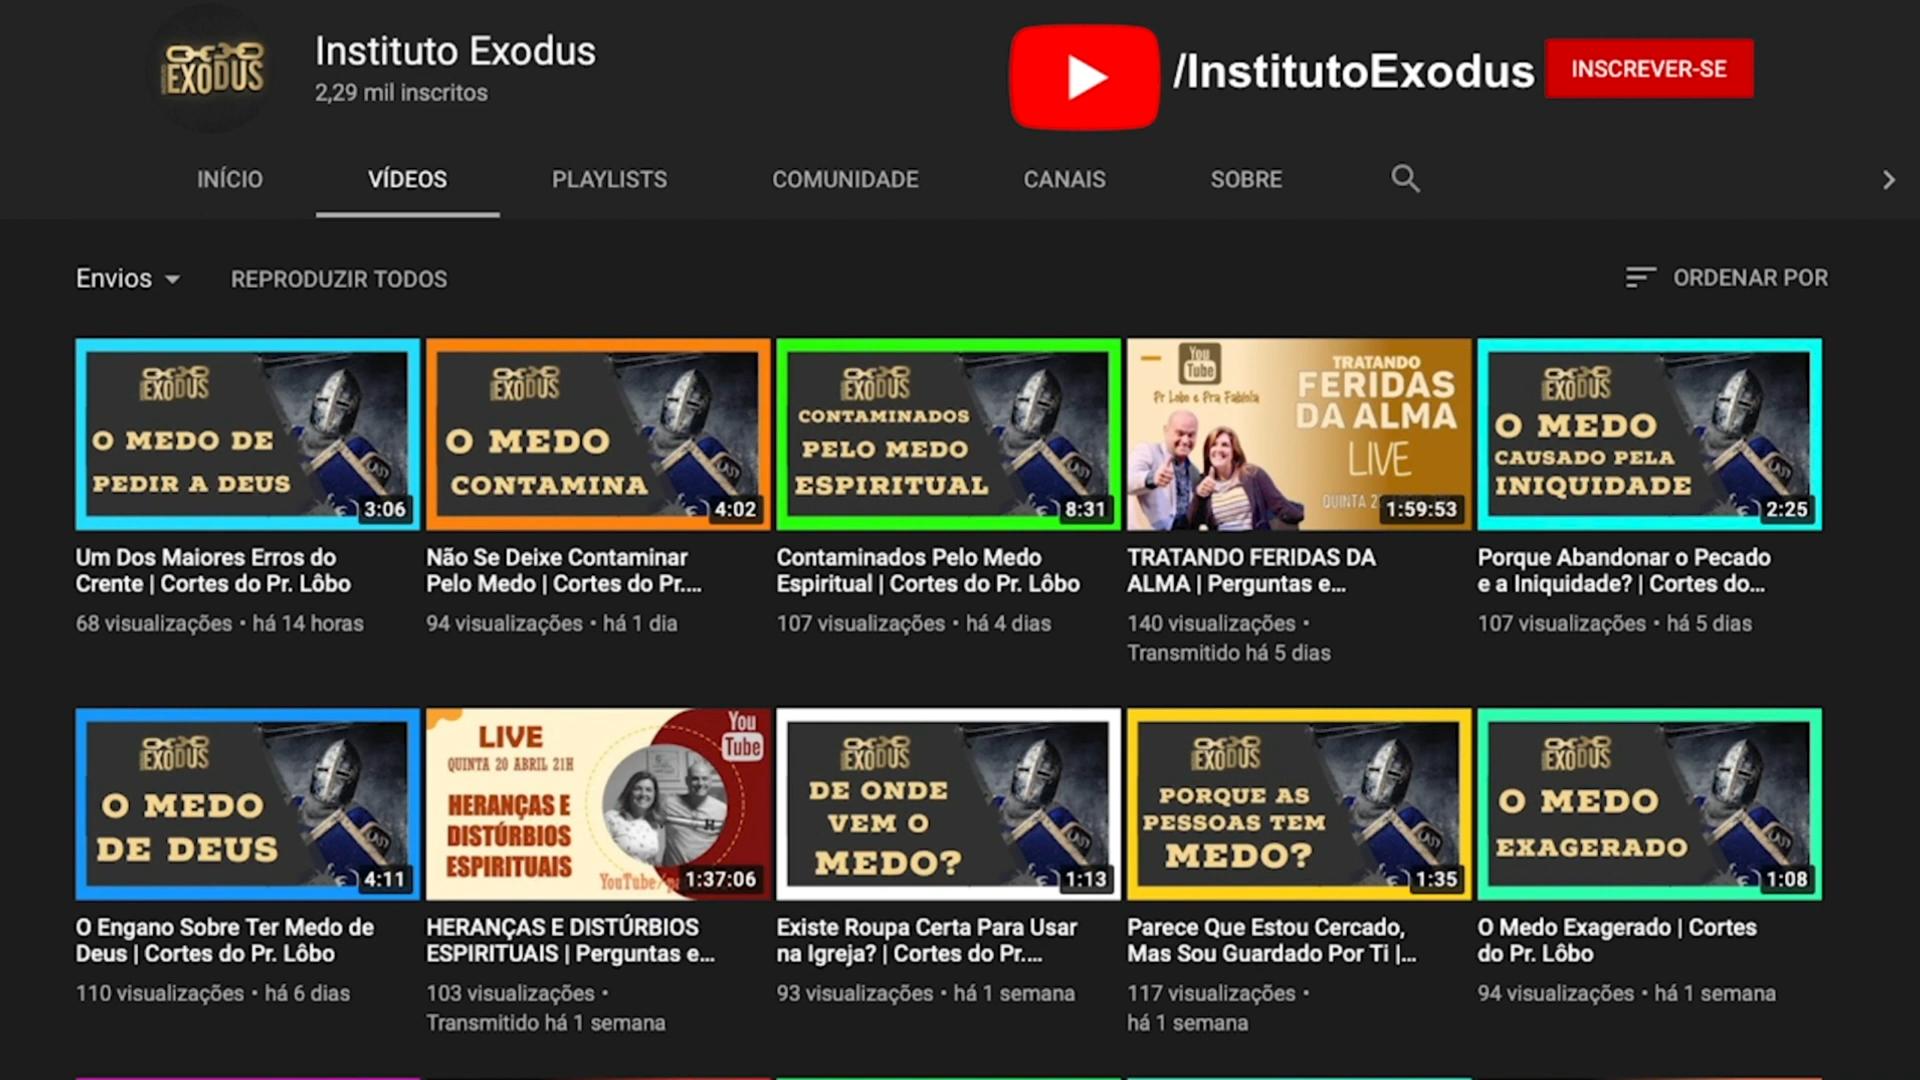 EXODUS
Instituto Exodus
2,29 mil inscritos
/InstitutoExodus
INSCREVER-SE
INÍCIO
VÍDEOS
PLAYLISTS
COMUNIDADE
CANAIS
SOBRE
Envios
REPRODUZIR TODOS
ORDENAR POR
EXODUS
O MEDO DE
PEDIR A DEUS
3:06
Um Dos Maiores Erros do
Crente | Cortes do Pr. Lôbo
68 visualizações • há 14 horas
EXODUS
O MEDO
CONTAMINA
4:02
Não Se Deixe Contaminar
Pelo Medo | Cortes do Pr....
94 visualizações • há 1 dia
EXODUS
CONTAMINADOS
PELO MEDO
ESPIRITUAL
8:31
Contaminados Pelo Medo
Espiritual | Cortes do Pr. Lôbo
107 visualizações • há 4 dias
You
Tube
Pr Lobo e Pra Fabíola
TRATANDO
FERIDAS
DA ALMA
LIVE
QUINTA
1:59:53
TRATANDO FERIDAS DA
ALMA | Perguntas e...
140 visualizações •
Transmitido há 5 dias
EXODUS
O MEDO
CAUSADO PELA
INIQUIDADE
2:25
Porque Abandonar o Pecado
e a Iniquidade? | Cortes do...
107 visualizações • há 5 dias
EXODUS
O MEDO
DE DEUS
4:11
O Engano Sobre Ter Medo de
Deus | Cortes do Pr. Lôbo
110 visualizações • há 6 dias
LIVE
QUINTA 20 ABRIL 21H
HERANÇAS E
DISTÚRBIOS
ESPIRITUAIS
You
Tube
YouTube/
1:37:06
HERANÇAS E DISTÚRBIOS
ESPIRITUAIS | Perguntas e...
103 visualizações •
Transmitido há 1 semana
EXODUS
DE ONDE
VEM O
MEDO?
1:13
Existe Roupa Certa Para Usar
na Igreja? | Cortes do Pr....
93 visualizações • há 1 semana
EXODUS
PORQUE AS
PESSOAS TEM
MEDO?
1:35
Parece Que Estou Cercado,
Mas Sou Guardado Por Ti |...
117 visualizações •
há 1 semana
EXODUS
O MEDO
EXAGERADO
1:08
O Medo Exagerado | Cortes
do Pr. Lôbo
94 visualizações • há 1 semana